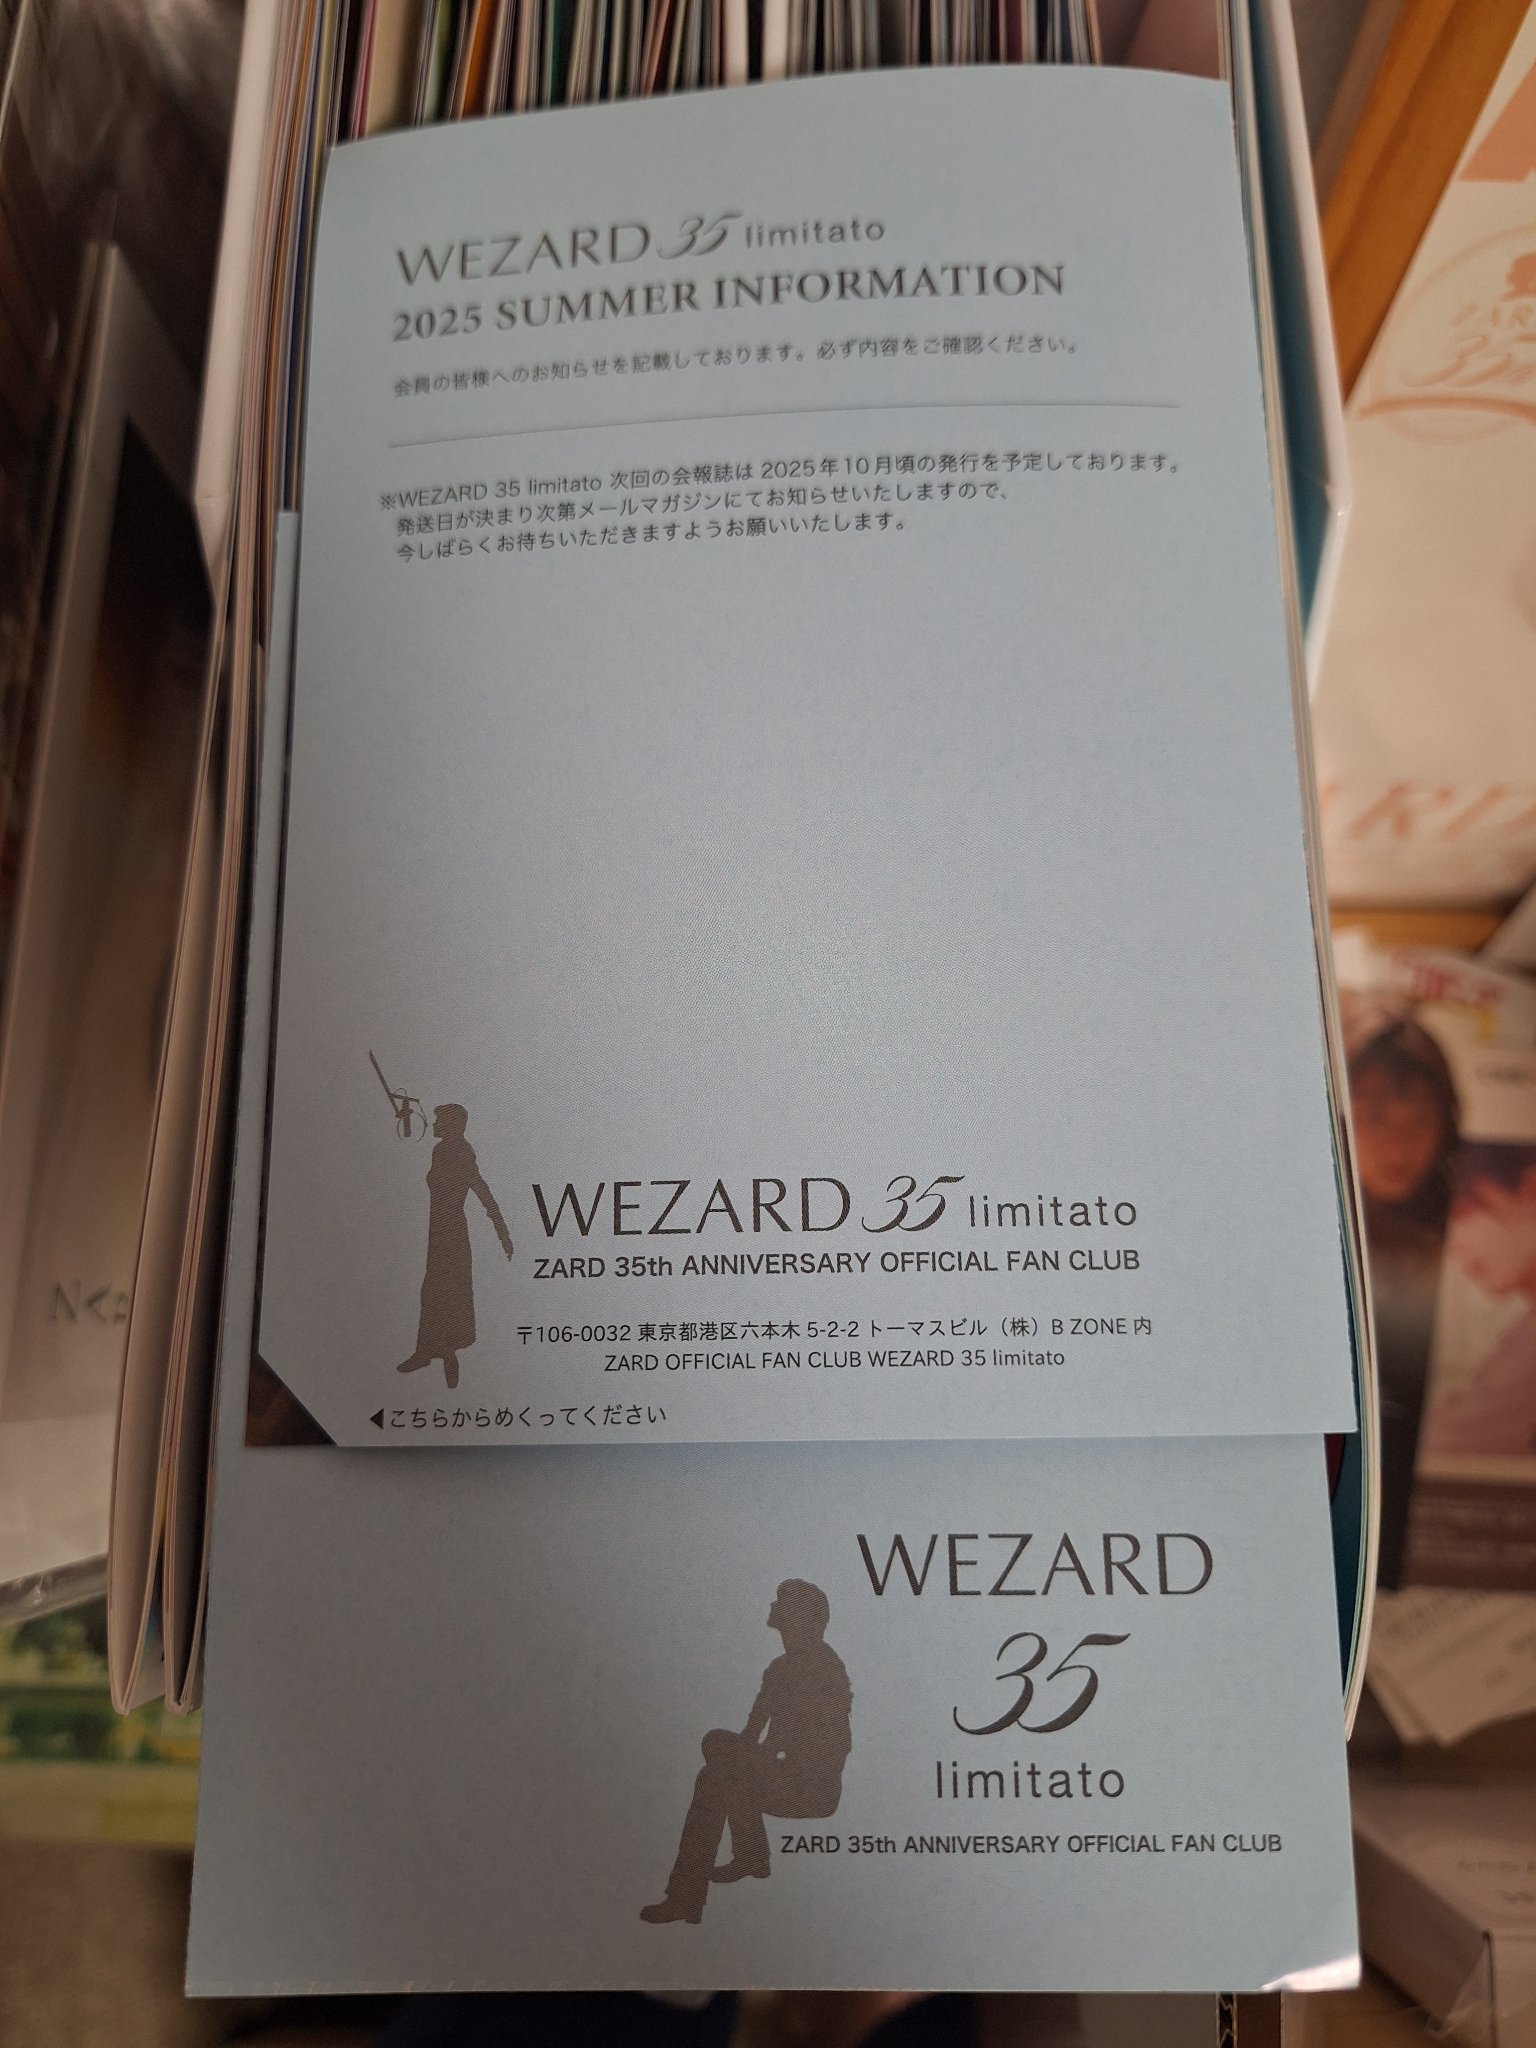 WEZARD 35 limitato
2025 SUMMER INFORMATION
会員の皆様へのお知らせを記載しております。必ず内容をご確認ください。
※WEZARD 35 limitato 次回の会報誌は 2025年10月頃の発行を予定しております。
発送日が決まり次第メールマガジンにてお知らせいたしますので、
今しばらくお待ちいただきますようお願いいたします。
WEZARD 35 limitato
ZARD 35th ANNIVERSARY OFFICIAL FAN CLUB
〒106-0032 東京都港区六本木 5-2-2 トーマスビル（株）B ZONE 内
ZARD OFFICIAL FAN CLUB WEZARD 35 limitato
◀こちらからめくってください
WEZARD
35
limitato
ZARD 35th ANNIVERSARY OFFICIAL FAN CLUB